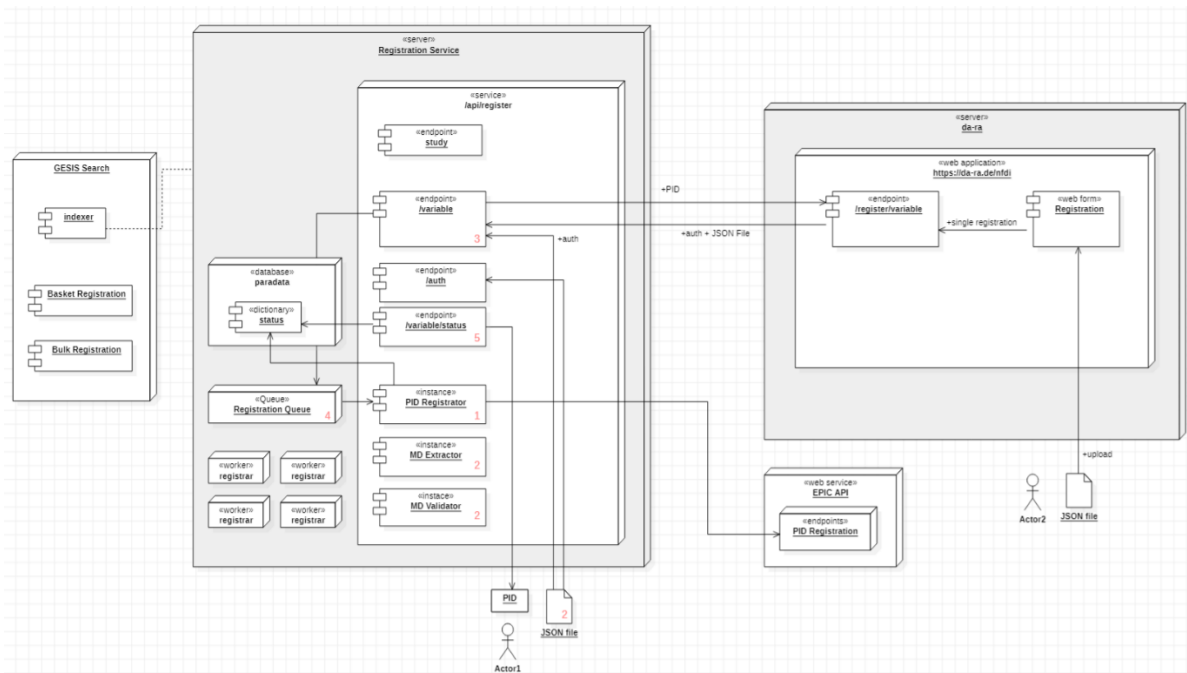 «server»
Registration Service
«service»
/api/register
«endpoint»
study
«server»
da-ra
«web application»
https://da-ra.de/nfdi
GESIS Search
indexer
Basket Registration
Bulk Registration
«endpoint»
/variable
3
+PID
+auth + JSON File
+auth
«endpoint»
/register/variable
+single registration
«web form»
Registration
«database»
paradata
«dictionary»
status
«endpoint»
/auth
«endpoint»
/variable/status
5
«Queue»
Registration Queue
4
«instance»
PID Registrator
1
«instance»
MD Extractor
2
«instace»
MD Validator
2
«worker»
registrar
«worker»
registrar
«worker»
registrar
«worker»
registrar
«web service»
EPIC API
«endpoints»
PID Registration
+upload
Actor2
JSON file
PID
2
JSON file
Actor1